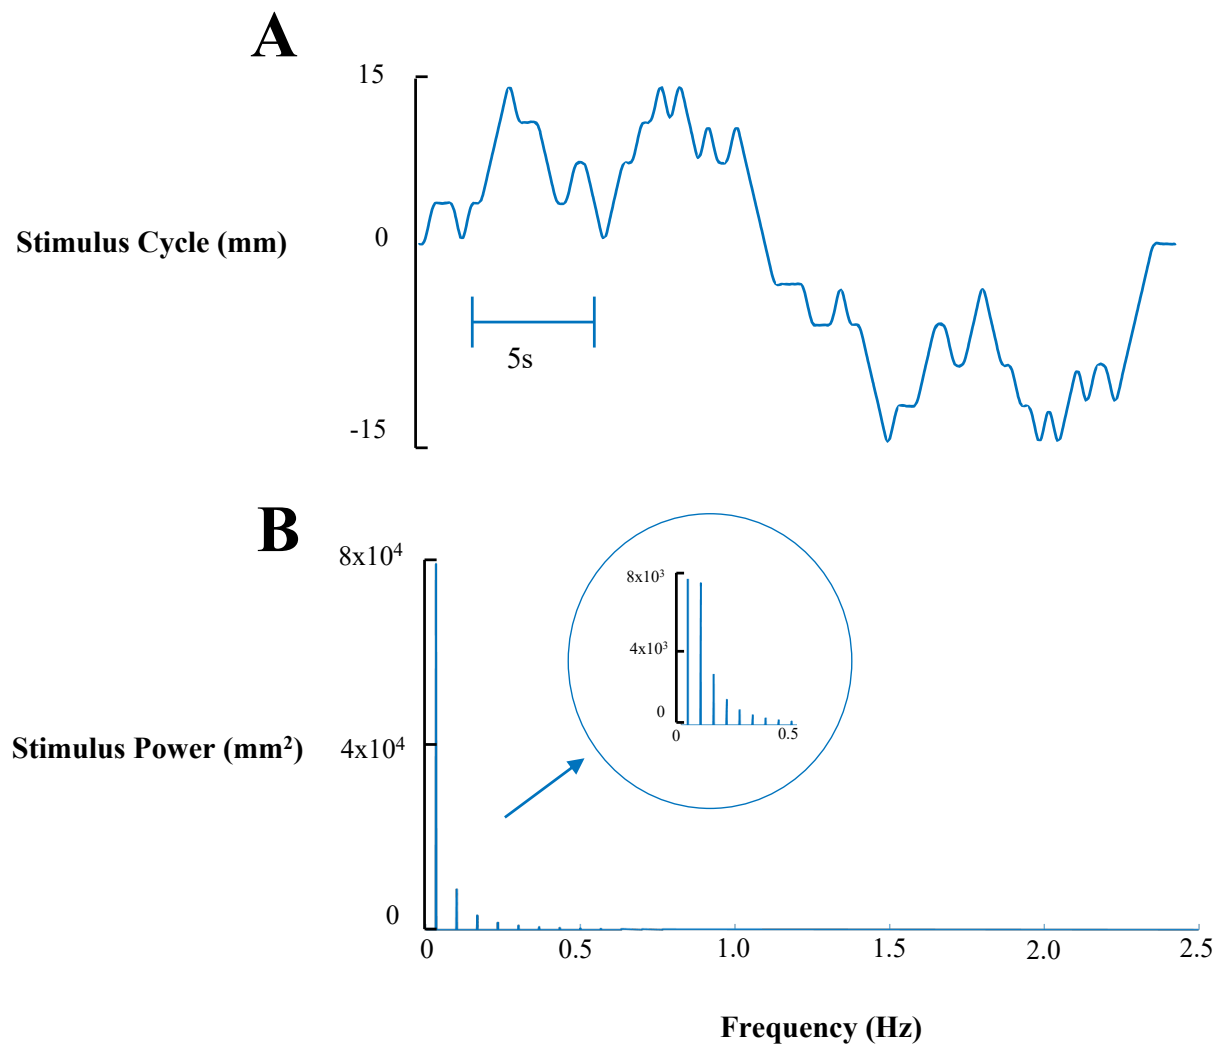 A
15
Stimulus Cycle (mm)
0
5s
-15
B
8x10⁴
8x10³
4x10³
0
0
0.5
Stimulus Power (mm²)
4x10⁴
0
0
0.5
1.0
1.5
2.0
2.5
Frequency (Hz)